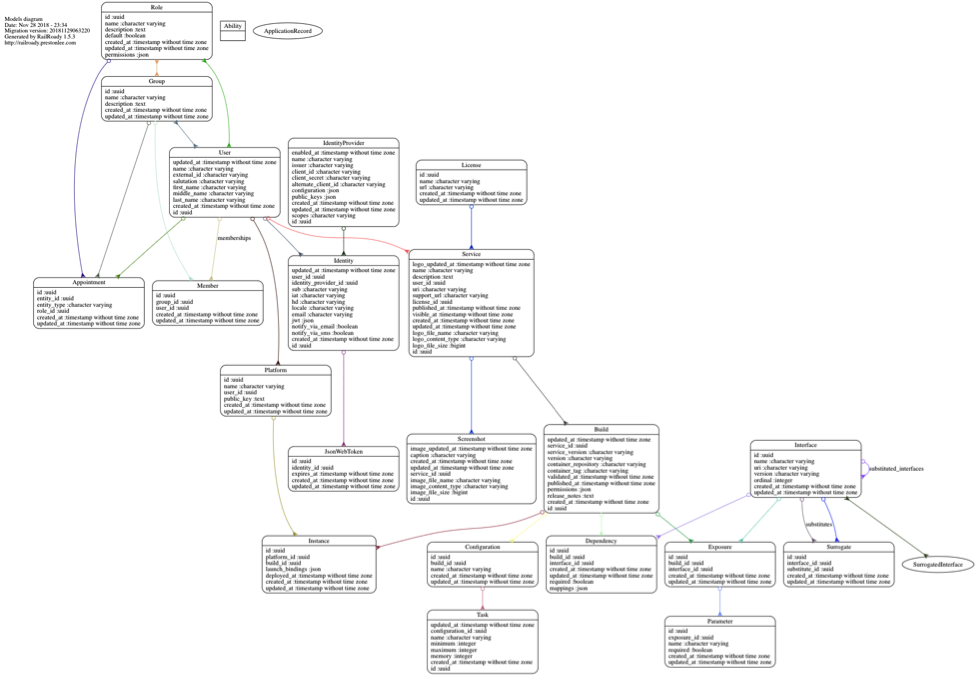 Models diagram
Date: Nov 28 2018 - 23:34
Migration version: 20181129063220
Generated by RailRoady 1.5.3
http://railroady.prestonlee.com
Role
id :uuid
name :character varying
description :text
default :boolean
created_at :timestamp without time zone
updated_at :timestamp without time zone
permissions :json
Ability
ApplicationRecord
Group
id :uuid
name :character varying
description :text
created_at :timestamp without time zone
updated_at :timestamp without time zone
User
updated_at :timestamp without time zone
name :character varying
external_id :character varying
salutation :character varying
first_name :character varying
middle_name :character varying
last_name :character varying
created_at :timestamp without time zone
id :uuid
IdentityProvider
enabled_at :timestamp without time zone
name :character varying
issuer :character varying
client_id :character varying
client_secret :character varying
alternate_client_id :character varying
configuration :json
public_keys :json
created_at :timestamp without time zone
updated_at :timestamp without time zone
scopes :character varying
id :uuid
License
id :uuid
name :character varying
url :character varying
created_at :timestamp without time zone
updated_at :timestamp without time zone
memberships
Appointment
id :uuid
entity_id :uuid
entity_type :character varying
role_id :uuid
created_at :timestamp without time zone
updated_at :timestamp without time zone
Member
id :uuid
group_id :uuid
user_id :uuid
created_at :timestamp without time zone
updated_at :timestamp without time zone
Identity
updated_at :timestamp without time zone
user_id :uuid
identity_provider_id :uuid
sub :character varying
iat :character varying
hd :character varying
locale :character varying
email :character varying
jwt :json
notify_via_email :boolean
notify_via_sms :boolean
created_at :timestamp without time zone
id :uuid
Service
logo_updated_at :timestamp without time zone
name :character varying
description :text
user_id :uuid
uri :character varying
support_url :character varying
license_id :uuid
published_at :timestamp without time zone
visible_at :timestamp without time zone
created_at :timestamp without time zone
updated_at :timestamp without time zone
logo_file_name :character varying
logo_content_type :character varying
logo_file_size :bigint
id :uuid
Platform
id :uuid
name :character varying
user_id :uuid
public_key :text
created_at :timestamp without time zone
updated_at :timestamp without time zone
JsonWebToken
id :uuid
identity_id :uuid
expires_at :timestamp without time zone
created_at :timestamp without time zone
updated_at :timestamp without time zone
Screenshot
image_updated_at :timestamp without time zone
caption :character varying
created_at :timestamp without time zone
updated_at :timestamp without time zone
service_id :uuid
image_file_name :character varying
image_content_type :character varying
image_file_size :bigint
id :uuid
Build
updated_at :timestamp without time zone
service_id :uuid
service_version :character varying
version :character varying
container_repository :character varying
container_tag :character varying
validated_at :timestamp without time zone
published_at :timestamp without time zone
permissions :json
release_notes :text
created_at :timestamp without time zone
id :uuid
Interface
id :uuid
name :character varying
uri :character varying
version :character varying
ordinal :integer
created_at :timestamp without time zone
updated_at :timestamp without time zone
substituted_interfaces
substitutes
Instance
id :uuid
platform_id :uuid
build_id :uuid
launch_bindings :json
deployed_at :timestamp without time zone
created_at :timestamp without time zone
updated_at :timestamp without time zone
Configuration
id :uuid
build_id :uuid
name :character varying
created_at :timestamp without time zone
updated_at :timestamp without time zone
Dependency
id :uuid
build_id :uuid
interface_id :uuid
created_at :timestamp without time zone
updated_at :timestamp without time zone
required :boolean
mappings :json
Exposure
id :uuid
build_id :uuid
interface_id :uuid
created_at :timestamp without time zone
updated_at :timestamp without time zone
Surrogate
id :uuid
interface_id :uuid
substitute_id :uuid
created_at :timestamp without time zone
updated_at :timestamp without time zone
SurrogatedInterface
Task
updated_at :timestamp without time zone
configuration_id :uuid
name :character varying
minimum :integer
maximum :integer
memory :integer
created_at :timestamp without time zone
id :uuid
Parameter
id :uuid
exposure_id :uuid
name :character varying
required :boolean
created_at :timestamp without time zone
updated_at :timestamp without time zone